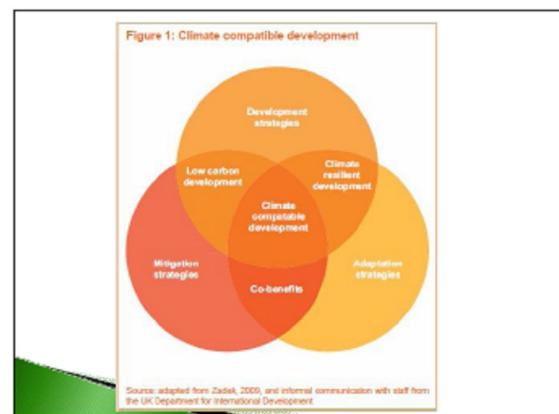 Figure 1: Climate compatible development
Development
strategies
Low carbon
development
Climate
resilient
development
Climate
compatable
development
Mitigation
strategies
Adaptation
strategies
Co-benefits
Source: adapted from Zadek, 2009, and informal communication with staff from
the UK Department for International Development